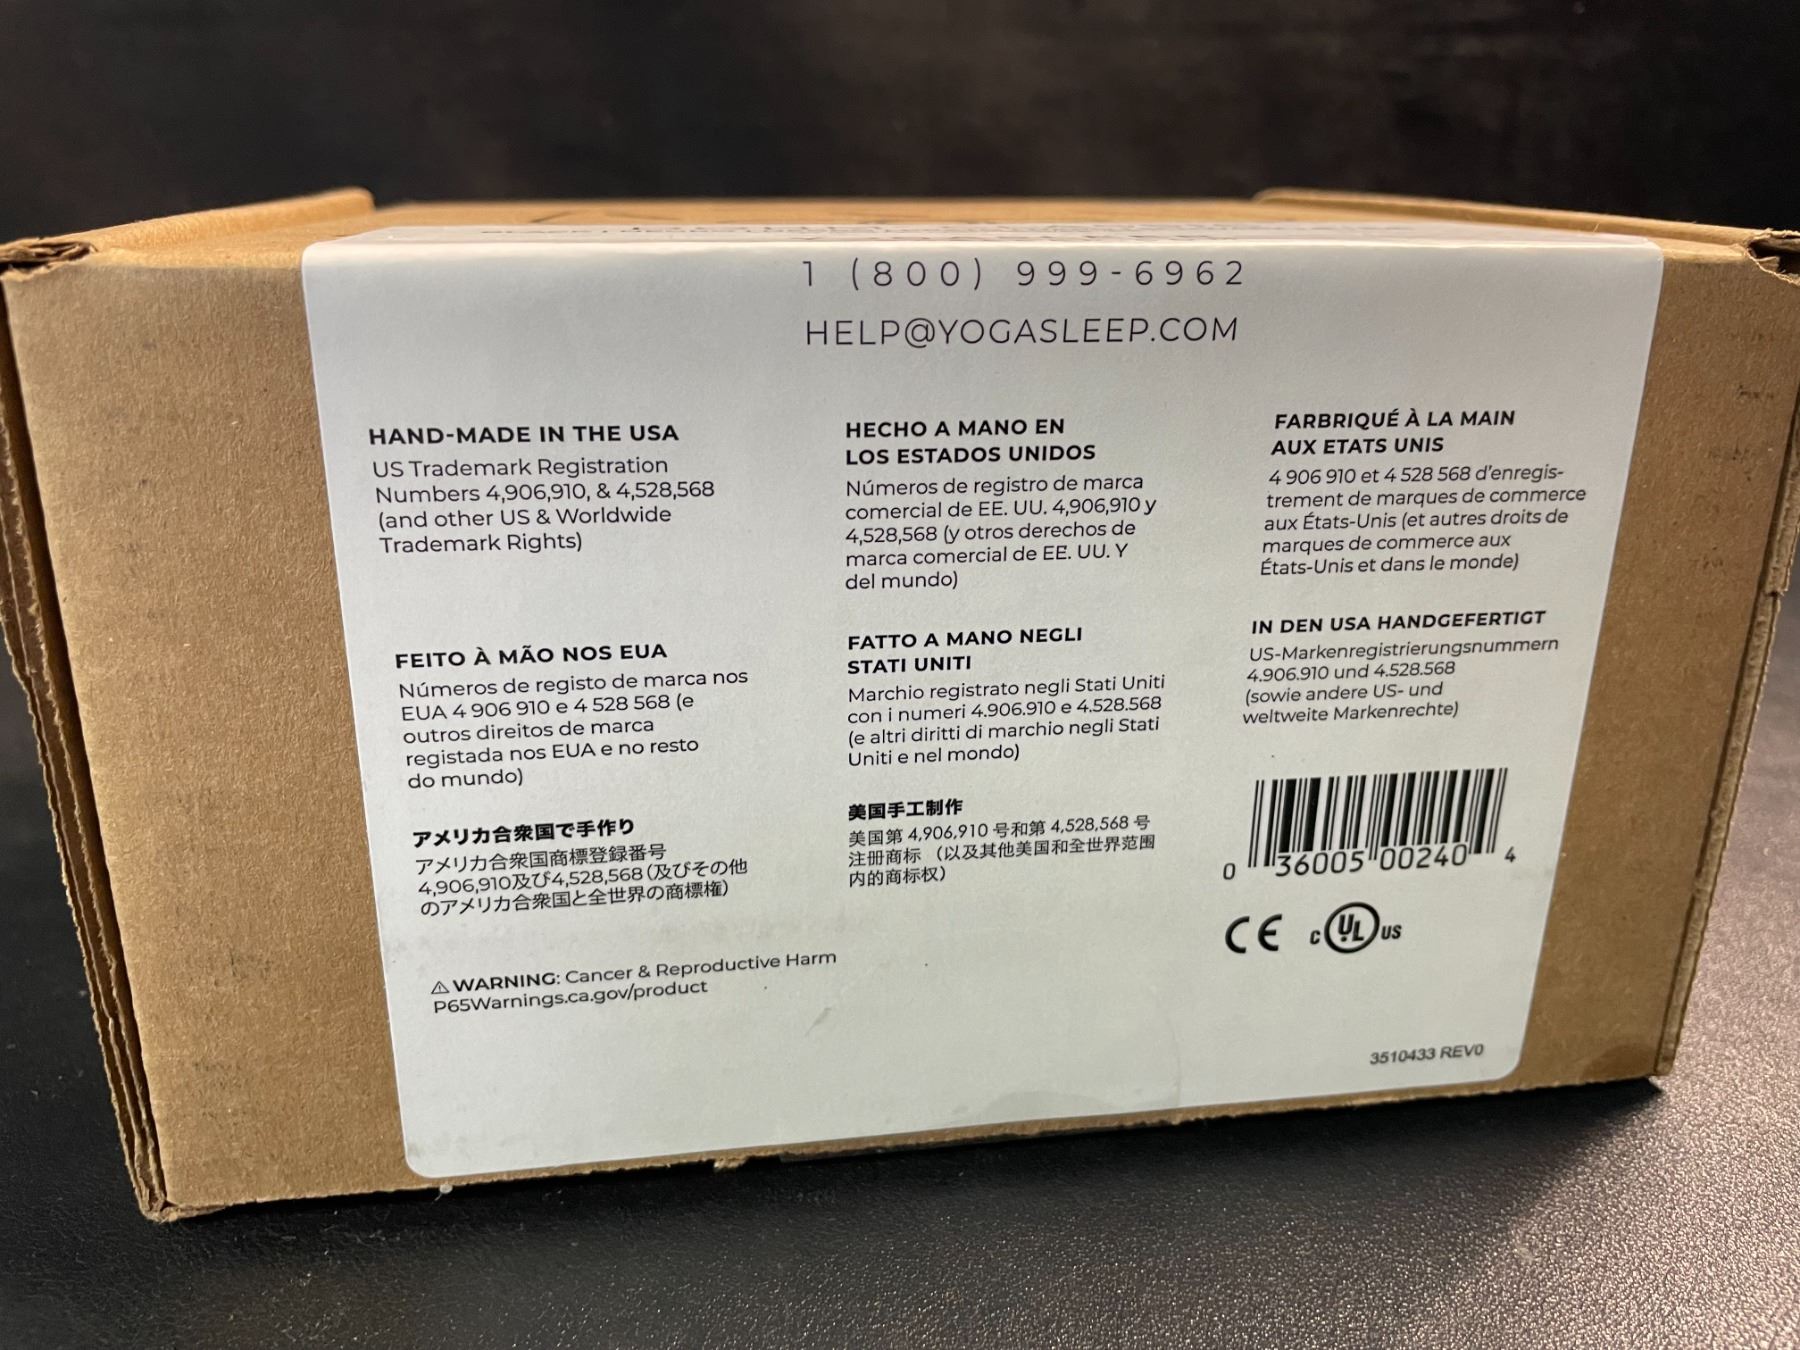 1 (800) 999-6962
HELP@YOGASLEEP.COM
HAND-MADE IN THE USA
US Trademark Registration
Numbers 4,906,910, & 4,528,568
(and other US & Worldwide
Trademark Rights)
HECHO A MANO EN
LOS ESTADOS UNIDOS
Números de registro de marca
comercial de EE. UU. 4,906,910 y
4,528,568 (y otros derechos de
marca comercial de EE. UU. Y
del mundo)
FARBRIQUÉ À LA MAIN
AUX ETATS UNIS
4 906 910 et 4 528 568 d'enregis-
trement de marques de commerce
aux États-Unis (et autres droits de
marques de commerce aux
États-Unis et dans le monde)
FEITO À MÃO NOS EUA
Números de registo de marca nos
EUA 4 906 910 e 4 528 568 (e
outros direitos de marca
registada nos EUA e no resto
do mundo)
FATTO A MANO NEGLI
STATI UNITI
Marchio registrato negli Stati Uniti
con i numeri 4.906.910 e 4.528.568
(e altri diritti di marchio negli Stati
Uniti e nel mondo)
IN DEN USA HANDGEFERTIGT
US-Markenregistrierungsnummern
4.906.910 und 4.528.568
(sowie andere US- und
weltweite Markenrechte)
アメリカ合衆国で手作り
アメリカ合衆国商標登録番号
4,906,910及び4,528,568（及びその他
のアメリカ合衆国と全世界の商標権）
美国手工制作
美国第 4,906,910 号和第 4,528,568 号
注册商标 （以及其他美国和全世界范围
内的商标权）
0 36005 00240 4
CE c UL US
⚠ WARNING: Cancer & Reproductive Harm
P65Warnings.ca.gov/product
3510433 REV0